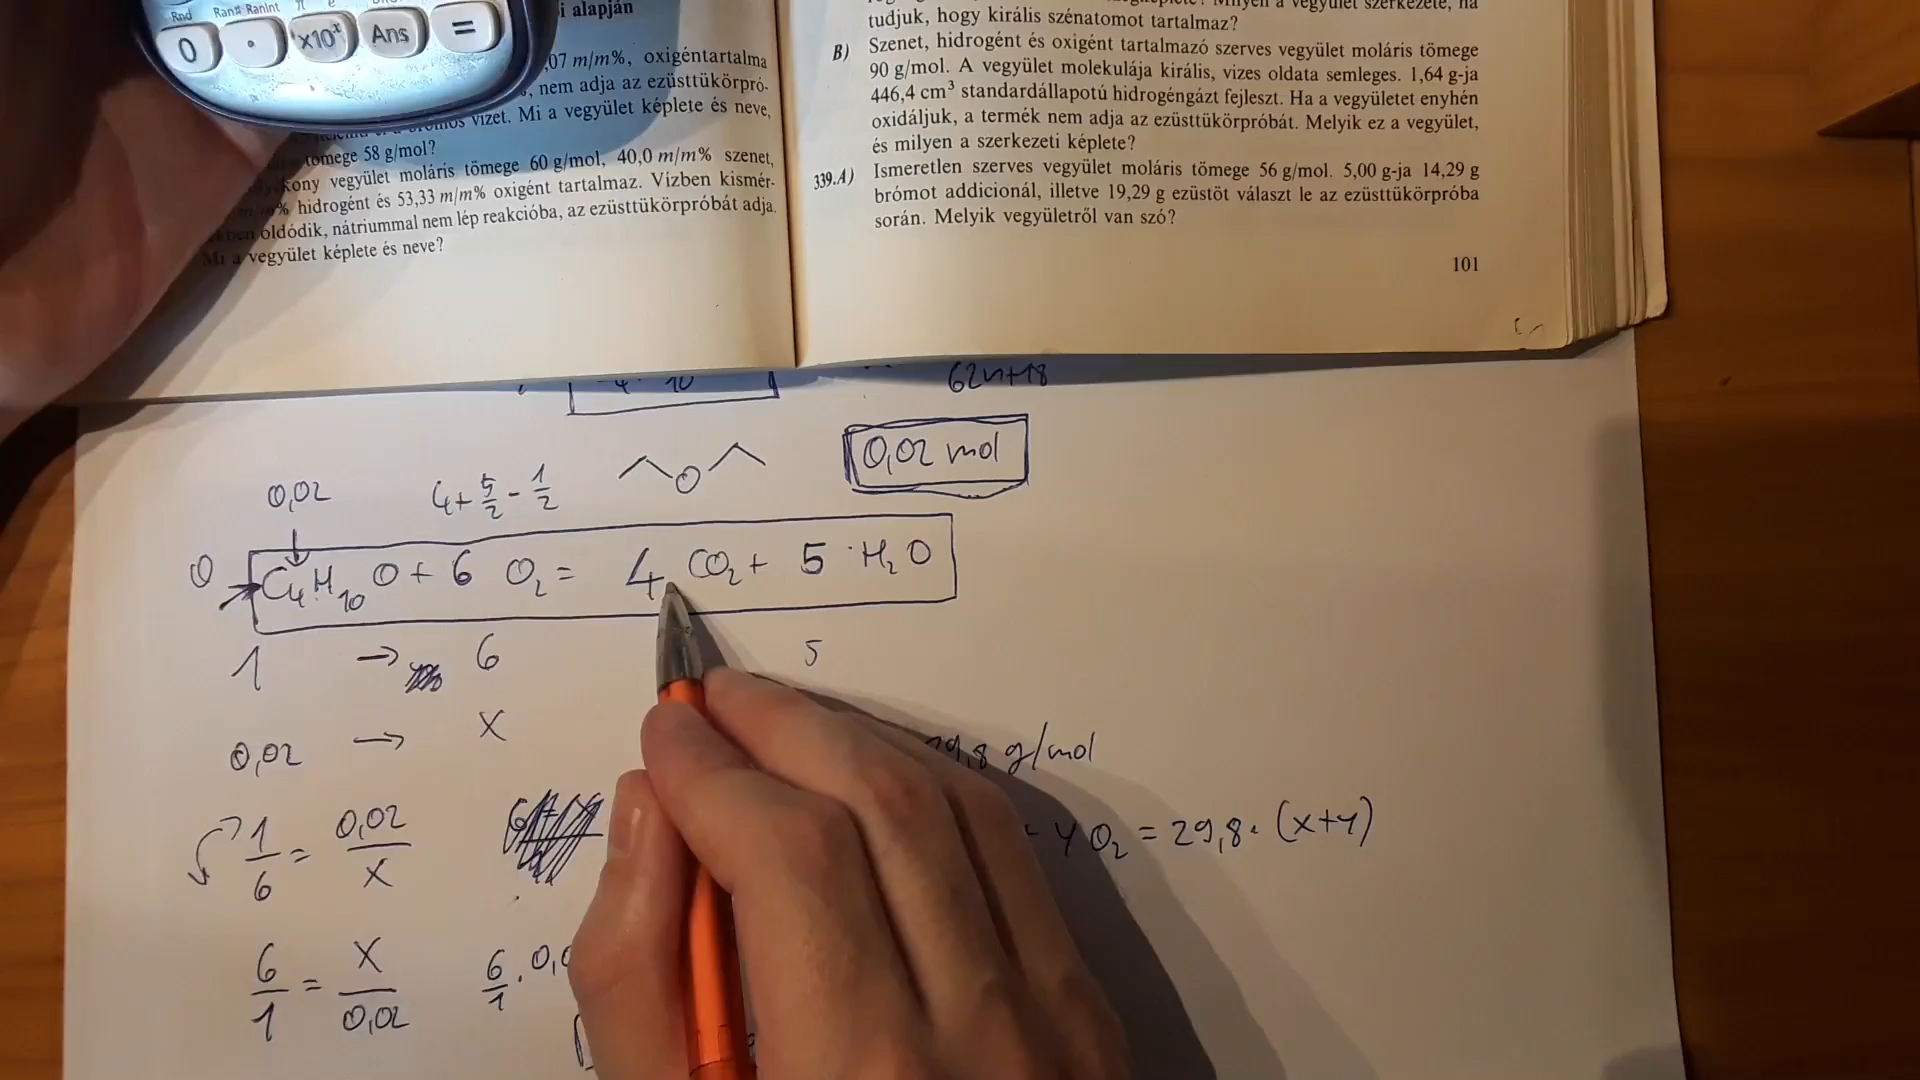 Rnd Ran# RanInt π e
0 · ×10ˣ Ans =
i alapján
,07 m/m%, oxigéntartalma
, nem adja az ezüsttükörpró-
vizet. Mi a vegyület képlete és neve,
tömege 58 g/mol?
kony vegyület moláris tömege 60 g/mol, 40,0 m/m% szenet,
m% hidrogént és 53,33 m/m% oxigént tartalmaz. Vízben kismér-
oldódik, nátriummal nem lép reakcióba, az ezüsttükörpróbát adja.
Mi a vegyület képlete és neve?
tudjuk, hogy királis szénatomot tartalmaz?
B) Szenet, hidrogént és oxigént tartalmazó szerves vegyület moláris tömege
90 g/mol. A vegyület molekulája királis, vizes oldata semleges. 1,64 g-ja
446,4 cm³ standardállapotú hidrogéngázt fejleszt. Ha a vegyületet enyhén
oxidáljuk, a termék nem adja az ezüsttükörpróbát. Melyik ez a vegyület,
és milyen a szerkezeti képlete?
339.A) Ismeretlen szerves vegyület moláris tömege 56 g/mol. 5,00 g-ja 14,29 g
brómot addicionál, illetve 19,29 g ezüstöt választ le az ezüsttükörpróba
során. Melyik vegyületről van szó?
101
4 10
62n+18
0,02 mol
0,02
4 + 5/2 - 1/2
O
O C₄H₁₀O + 6 O₂ = 4 CO₂ + 5 · H₂O
1 → 6 5
0,02 → x
29,8 g/mol
1/6 = 0,02/x
y O₂ = 29,8 · (x+y)
6/1 = x/0,02
6/1 · 0,0